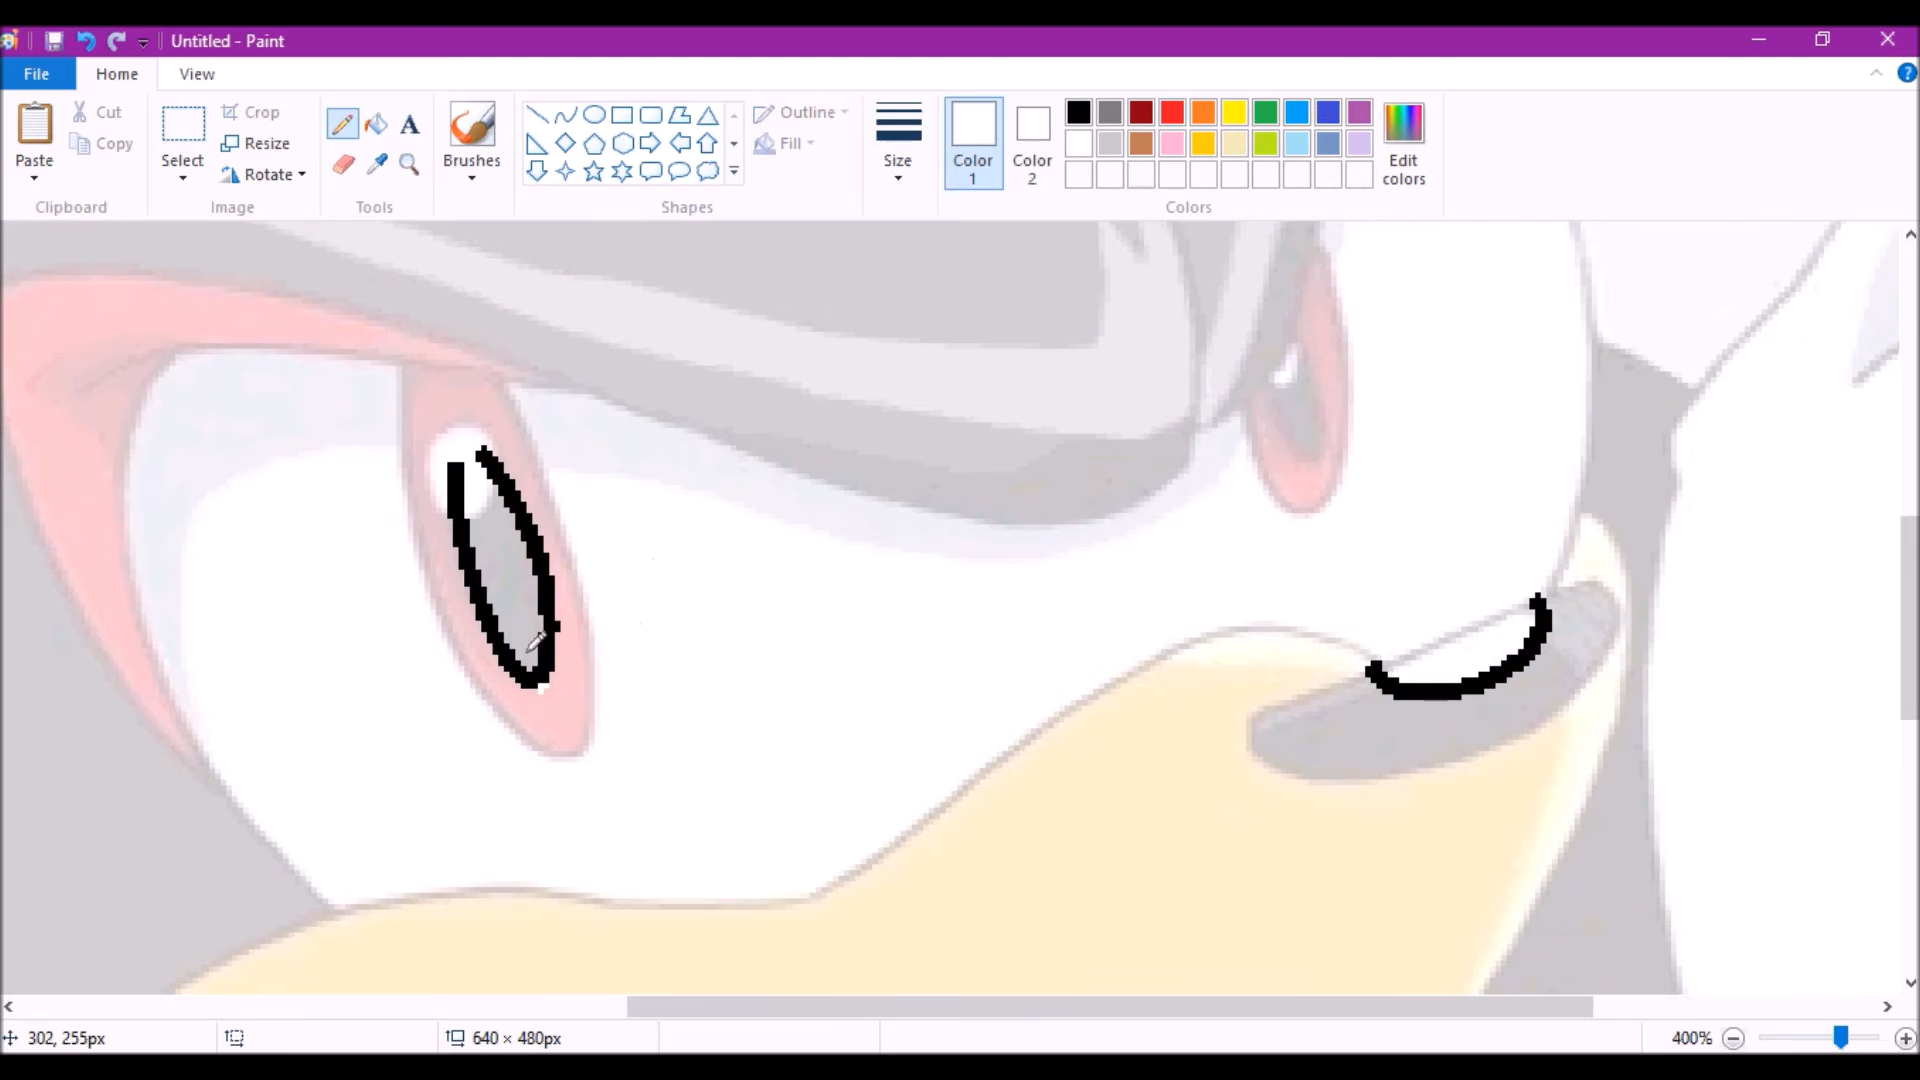 Untitled - Paint
File Home View
Paste
Cut
Copy
Clipboard
Select
Crop
Resize
Rotate
Image
A
Tools
Brushes
Shapes
Outline
Fill
Size
Color 1
Color 2
Edit colors
Colors
?
302, 255px
640 × 480px
400%